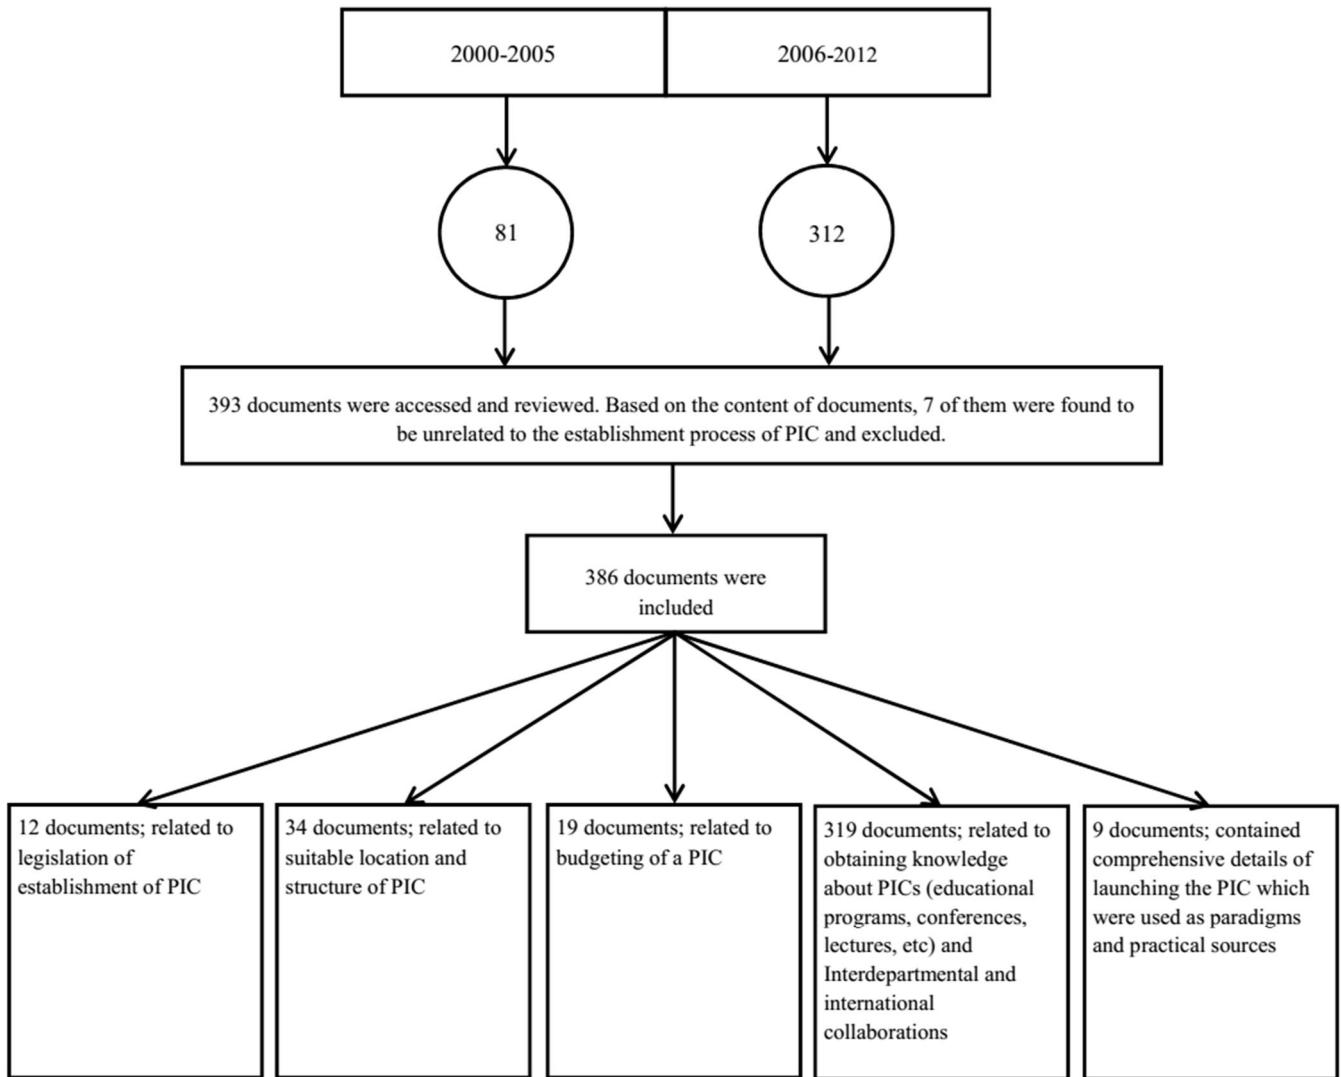 2000-2005
2006-2012
81
312
393 documents were accessed and reviewed. Based on the content of documents, 7 of them were found to
be unrelated to the establishment process of PIC and excluded.
386 documents were
included
12 documents; related to
legislation of
establishment of PIC
34 documents; related to
suitable location and
structure of PIC
19 documents; related to
budgeting of a PIC
319 documents; related to
obtaining knowledge
about PICs (educational
programs, conferences,
lectures, etc) and
Interdepartmental and
international
collaborations
9 documents; contained
comprehensive details of
launching the PIC which
were used as paradigms
and practical sources